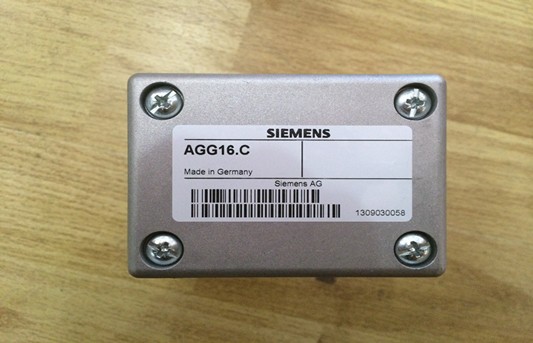 SIEMENS
AGG16.C
Made in Germany
Siemens AG
1309030058